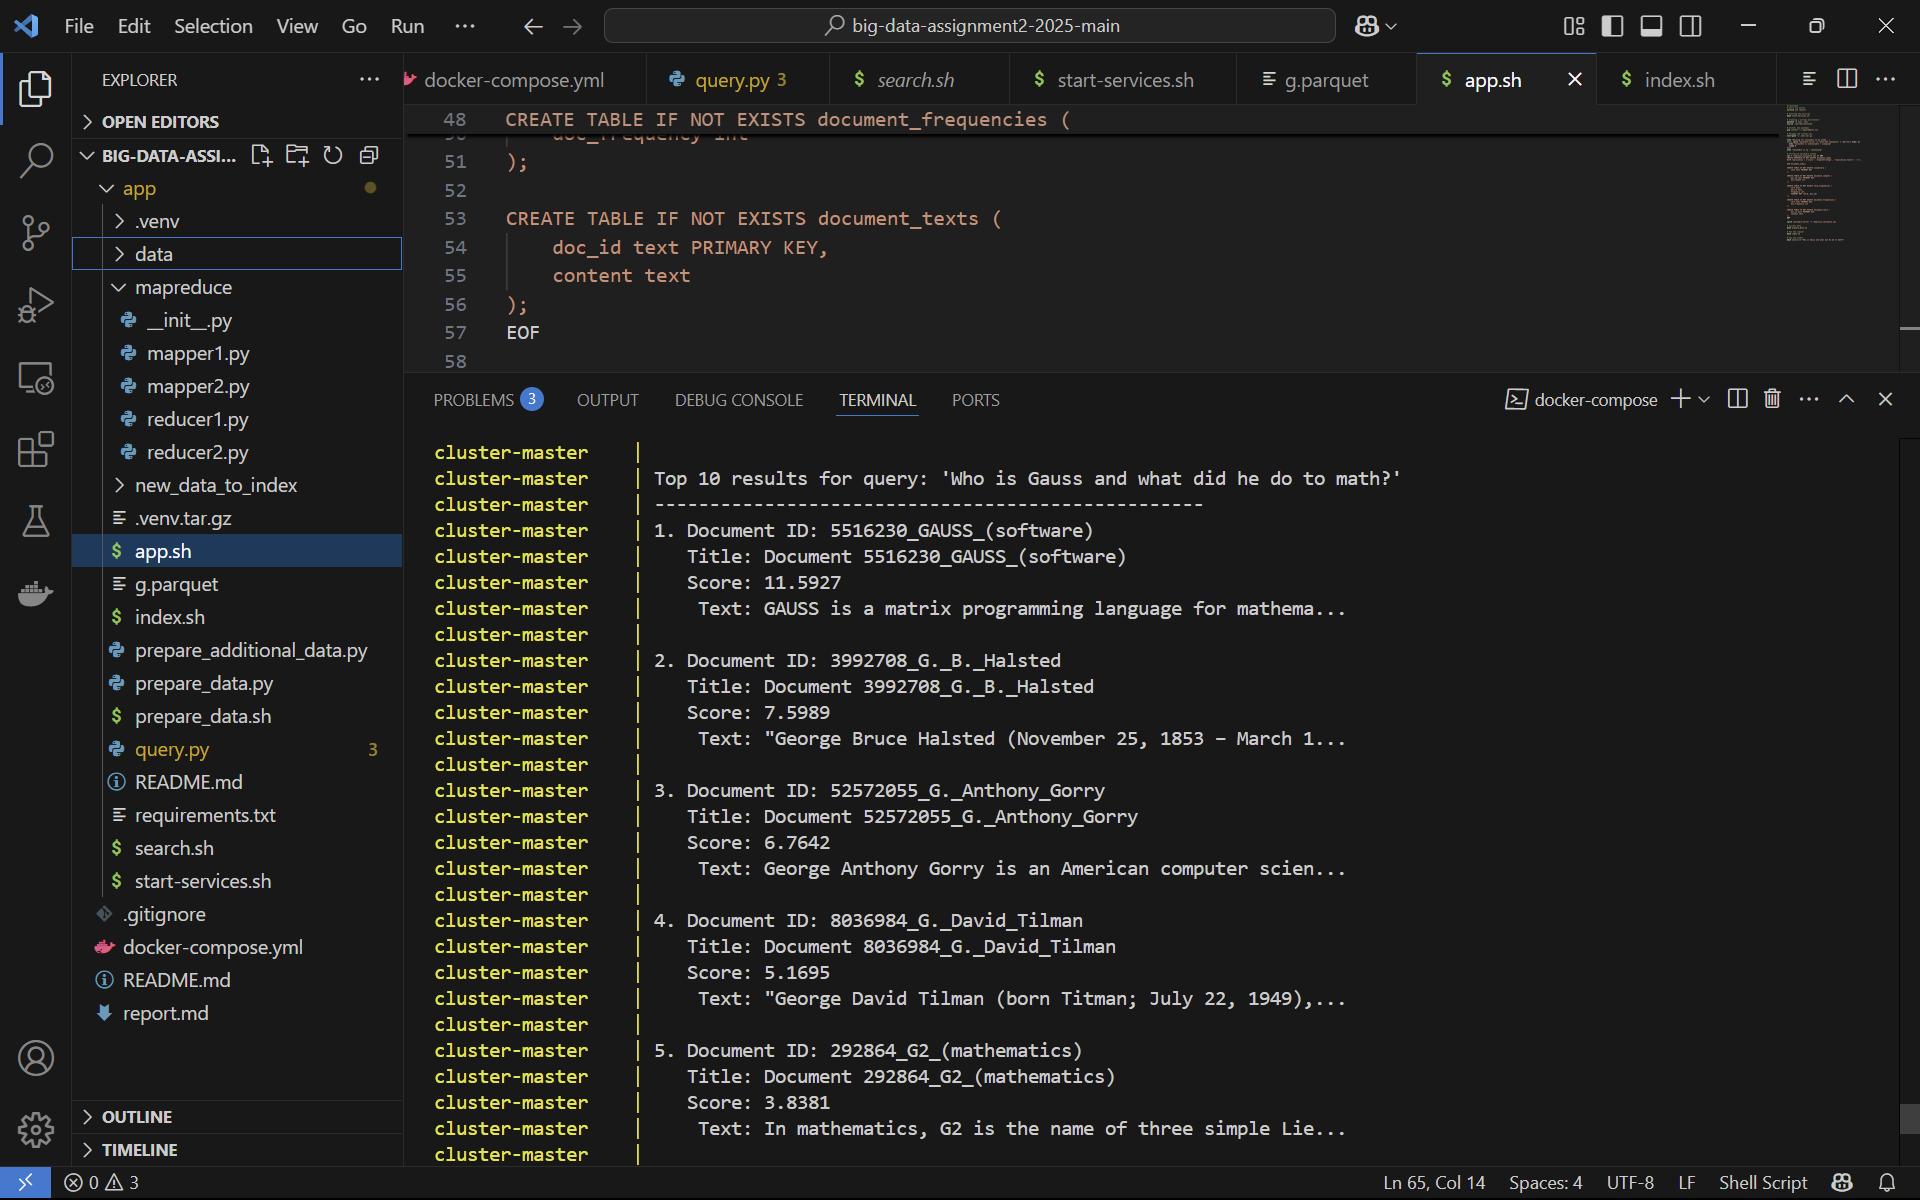 File Edit Selection View Go Run ··· big-data-assignment2-2025-main
EXPLORER ···
OPEN EDITORS
BIG-DATA-ASSI...
app
.venv
data
mapreduce
__init__.py
mapper1.py
mapper2.py
reducer1.py
reducer2.py
new_data_to_index
.venv.tar.gz
app.sh
g.parquet
index.sh
prepare_additional_data.py
prepare_data.py
prepare_data.sh
query.py 3
README.md
requirements.txt
search.sh
start-services.sh
.gitignore
docker-compose.yml
README.md
report.md
OUTLINE
TIMELINE
docker-compose.yml query.py 3 $ search.sh $ start-services.sh g.parquet $ app.sh $ index.sh ···
48 CREATE TABLE IF NOT EXISTS document_frequencies (
51 );
52
53 CREATE TABLE IF NOT EXISTS document_texts (
54 doc_id text PRIMARY KEY,
55 content text
56 );
57 EOF
58
PROBLEMS 3 OUTPUT DEBUG CONSOLE TERMINAL PORTS docker-compose ···
cluster-master |
cluster-master | Top 10 results for query: 'Who is Gauss and what did he do to math?'
cluster-master | --------------------------------------------------
cluster-master | 1. Document ID: 5516230_GAUSS_(software)
cluster-master | Title: Document 5516230_GAUSS_(software)
cluster-master | Score: 11.5927
cluster-master | Text: GAUSS is a matrix programming language for mathema...
cluster-master |
cluster-master | 2. Document ID: 3992708_G._B._Halsted
cluster-master | Title: Document 3992708_G._B._Halsted
cluster-master | Score: 7.5989
cluster-master | Text: "George Bruce Halsted (November 25, 1853 – March 1...
cluster-master |
cluster-master | 3. Document ID: 52572055_G._Anthony_Gorry
cluster-master | Title: Document 52572055_G._Anthony_Gorry
cluster-master | Score: 6.7642
cluster-master | Text: George Anthony Gorry is an American computer scien...
cluster-master |
cluster-master | 4. Document ID: 8036984_G._David_Tilman
cluster-master | Title: Document 8036984_G._David_Tilman
cluster-master | Score: 5.1695
cluster-master | Text: "George David Tilman (born Titman; July 22, 1949),...
cluster-master |
cluster-master | 5. Document ID: 292864_G2_(mathematics)
cluster-master | Title: Document 292864_G2_(mathematics)
cluster-master | Score: 3.8381
cluster-master | Text: In mathematics, G2 is the name of three simple Lie...
cluster-master |
0 3 Ln 65, Col 14 Spaces: 4 UTF-8 LF Shell Script